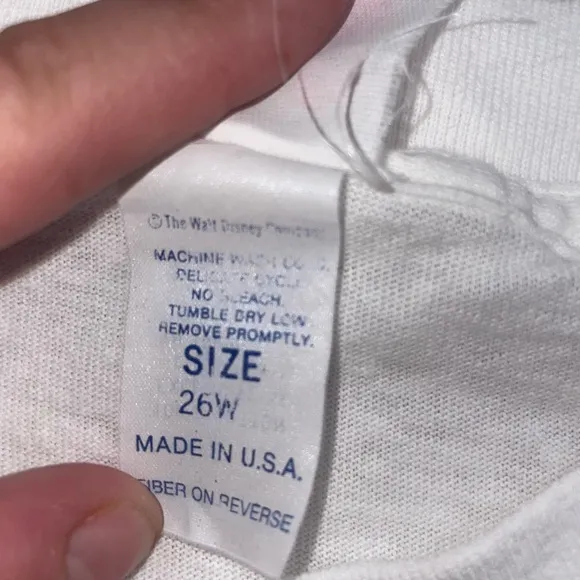 ©The Walt Disney Company
MACHINE WASH COLD.
DELICATE CYCLE.
NO BLEACH.
TUMBLE DRY LOW
REMOVE PROMPTLY.
SIZE
26W
MADE IN U.S.A.
FIBER ON REVERSE